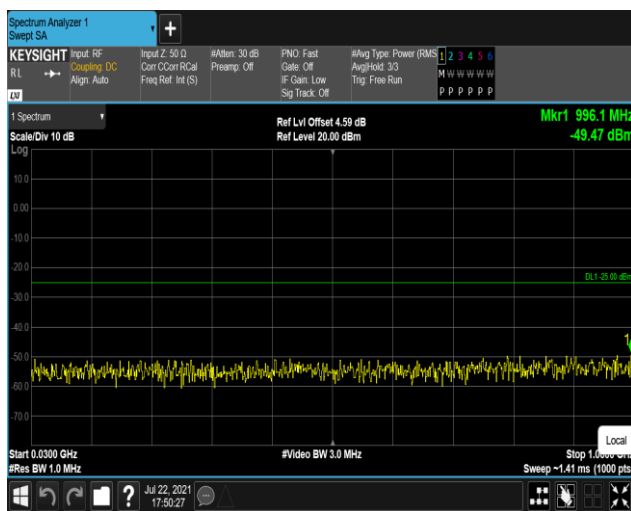 Spectrum Analyzer 1
Swept SA
+
KEYSIGHT
RL
LXI
Input: RF
Coupling: DC
Align: Auto
Input Z: 50 Ω
Corr CCorr RCal
Freq Ref: Int (S)
#Atten: 30 dB
Preamp: Off
PNO: Fast
Gate: Off
IF Gain: Low
Sig Track: Off
#Avg Type: Power (RMS
Avg|Hold: 3/3
Trig: Free Run
1 2 3 4 5 6
M W W W W W
P P P P P P
1 Spectrum
Scale/Div 10 dB
Ref Lvl Offset 4.59 dB
Ref Level 20.00 dBm
Mkr1 996.1 MHz
-49.47 dBm
Log
10.0
0.00
-10.0
-20.0
DL1 -25.00 dBm
-30.0
-40.0
1
-50.0
-60.0
-70.0
Local
Start 0.0300 GHz
#Res BW 1.0 MHz
#Video BW 3.0 MHz
Stop 1.0000 GHz
Sweep ~1.41 ms (1000 pts
?
Jul 22, 2021
17:50:27